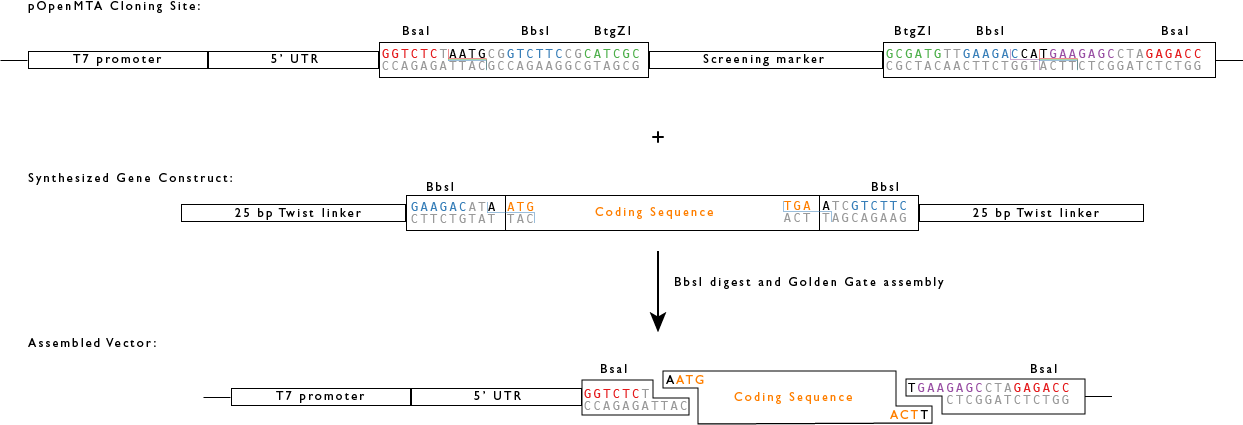 pOpenMTA Cloning Site:
BsaI BbsI BtgZI BtgZI BbsI BsaI
T7 promoter 5' UTR GGTCTCTAATGCGGTCTTCCGCATCGC Screening marker GCGATGTTGAAGACCCATGAAGAGCCTAGAGACC
CCAGAGATTACGCCAGAAGGCGTAGCG CGCTACAACTTCTGGTACTTCTCGGATCTCTGG
+
Synthesized Gene Construct:
BbsI BbsI
25 bp Twist linker GAAGACATA ATG Coding Sequence TGA ATCGTCTTC 25 bp Twist linker
CTTCTGTAT TAC ACT TAGCAGAAG
BbsI digest and Golden Gate assembly
Assembled Vector:
BsaI BsaI
AATG TGAAGAGCCTAGAGACC
T7 promoter 5' UTR GGTCTCT Coding Sequence CTCGGATCTCTGG
CCAGAGATTAC ACTT